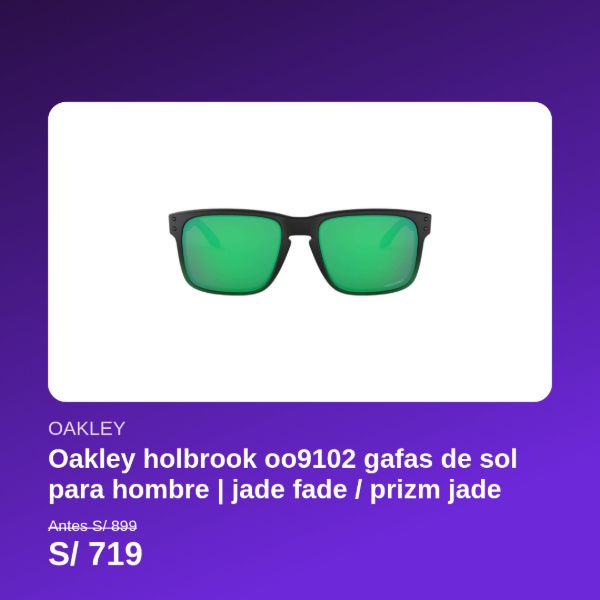 OAKLEY
Oakley holbrook oo9102 gafas de sol
para hombre | jade fade / prizm jade
Antes S/ 899
S/ 719